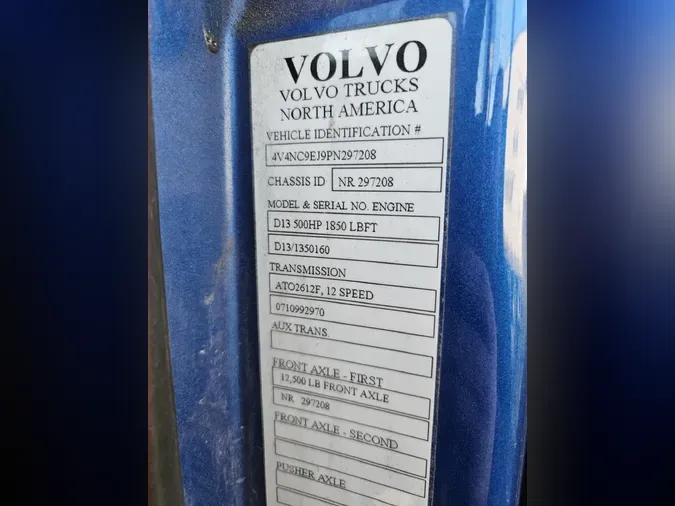 VOLVO
VOLVO TRUCKS
NORTH AMERICA
VEHICLE IDENTIFICATION #
4V4NC9EJ9PN297208
CHASSIS ID NR 297208
MODEL & SERIAL NO. ENGINE
D13 500HP 1850 LBFT
D13/1350160
TRANSMISSION
ATO2612F, 12 SPEED
0710992970
AUX TRANS.
FRONT AXLE - FIRST
12,500 LB FRONT AXLE
NR 297208
FRONT AXLE - SECOND
PUSHER AXLE